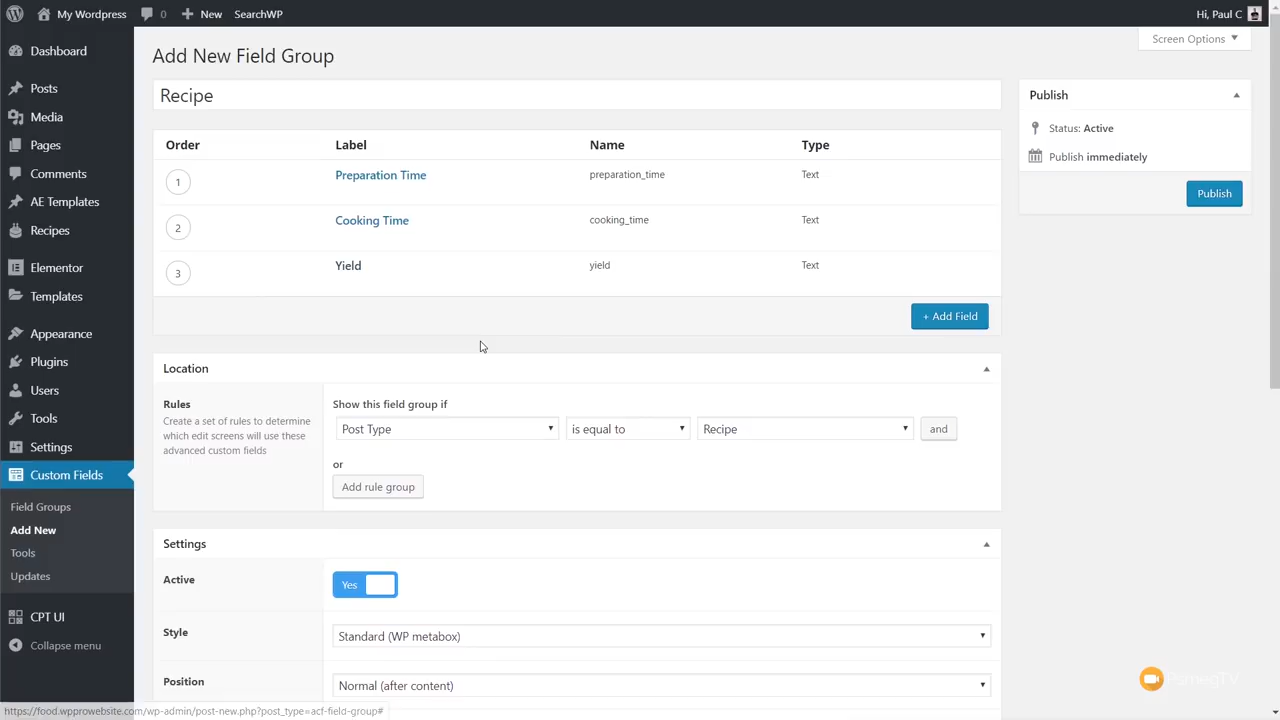 My Wordpress
0
New
SearchWP
Hi, Paul C
Screen Options
Dashboard
Posts
Media
Pages
Comments
AE Templates
Recipes
Elementor
Templates
Appearance
Plugins
Users
Tools
Settings
Custom Fields
Field Groups
Add New
Tools
Updates
CPT UI
Collapse menu
Add New Field Group
Recipe
Order Label Name Type
1 Preparation Time preparation_time Text
2 Cooking Time cooking_time Text
3 Yield yield Text
+ Add Field
Location
Rules
Create a set of rules to determine
which edit screens will use these
advanced custom fields
Show this field group if
Post Type is equal to Recipe and
or
Add rule group
Settings
Active Yes
Style Standard (WP metabox)
Position Normal (after content)
Publish
Status: Active
Publish immediately
Publish
PsmegTV
https://food.wpprowebsite.com/wp-admin/post-new.php?post_type=acf-field-group#